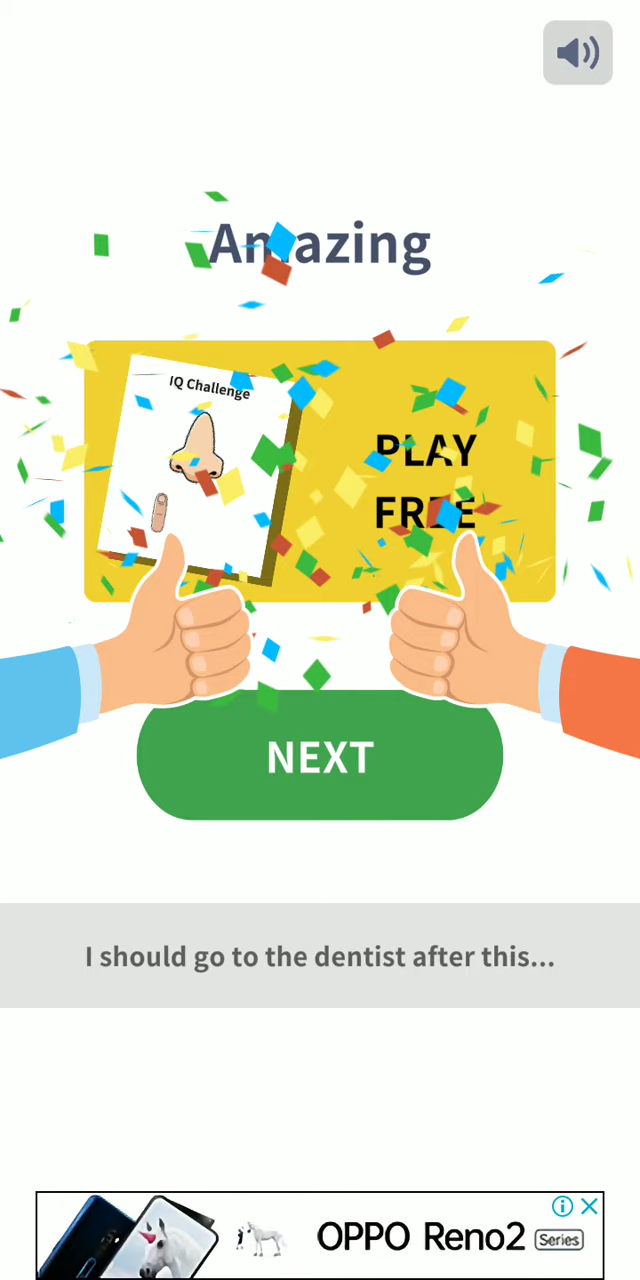 Amazing
IQ Challenge
PLAY
FREE
NEXT
I should go to the dentist after this...
OPPO Reno2 Series